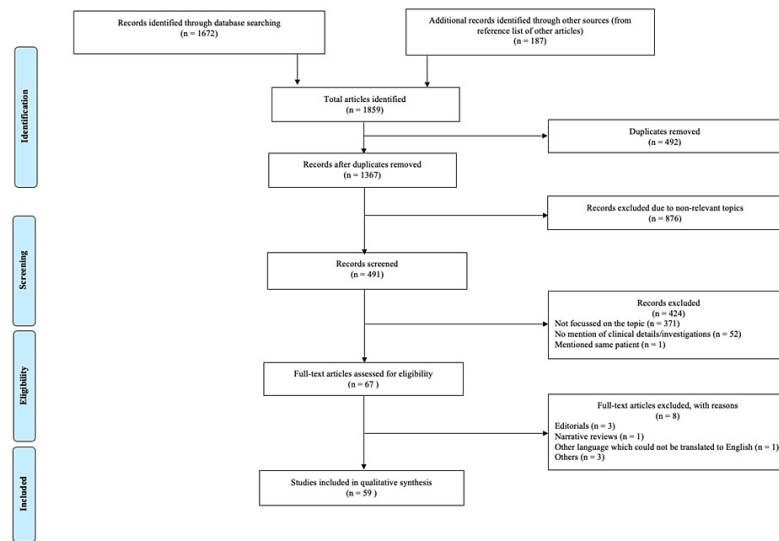 Records identified through database searching
(n = 1672)
Additional records identified through other sources (from
reference list of other articles)
(n = 187)
Identification
Total articles identified
(n = 1859)
Duplicates removed
(n = 492)
Records after duplicates removed
(n = 1367)
Records excluded due to non-relevant topics
(n = 876)
Screening
Records screened
(n = 491)
Records excluded
(n = 424)
Not focussed on the topic (n = 371)
No mention of clinical details/investigations (n = 52)
Mentioned same patient (n = 1)
Eligibility
Full-text articles assessed for eligibility
(n = 67)
Full-text articles excluded, with reasons
(n = 8)
Editorials (n = 3)
Narrative reviews (n = 1)
Other language which could not be translated to English (n = 1)
Others (n = 3)
Included
Studies included in qualitative synthesis
(n = 59 )